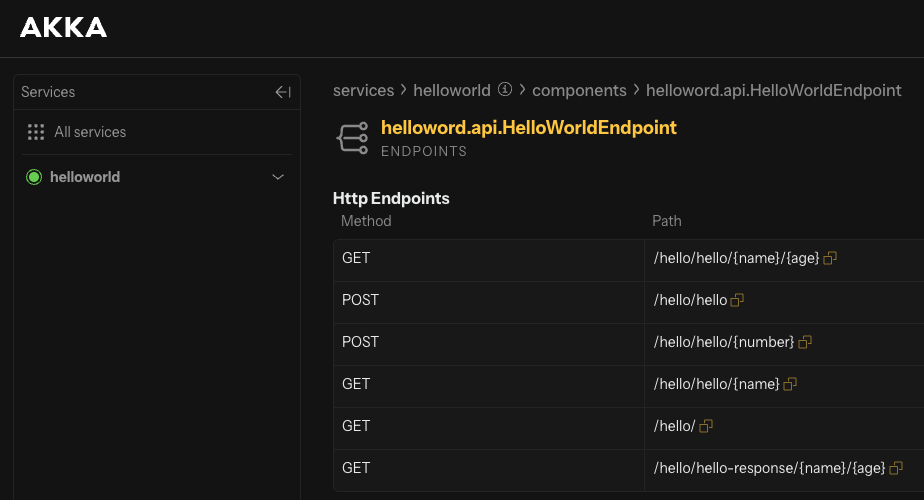 AKKA
Services
All services
helloworld
services > helloworld > components > helloword.api.HelloWorldEndpoint
helloword.api.HelloWorldEndpoint
ENDPOINTS
Http Endpoints
Method Path
GET /hello/hello/{name}/{age}
POST /hello/hello
POST /hello/hello/{number}
GET /hello/hello/{name}
GET /hello/
GET /hello/hello-response/{name}/{age}